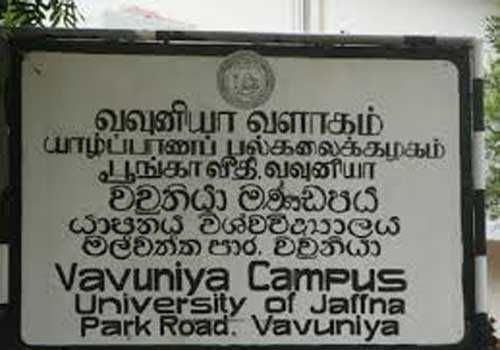 வவுனியா வளாகம்
யாழ்ப்பாணப் பல்கலைக்கழகம்
பூங்கா வீதி, வவுனியா
වවුනියා මණ්ඩපය
යාපනය විශ්වවිද්‍යාලය
මල්වත්ත පාර, වවුනියා
Vavuniya Campus
University of Jaffna
Park Road, Vavuniya